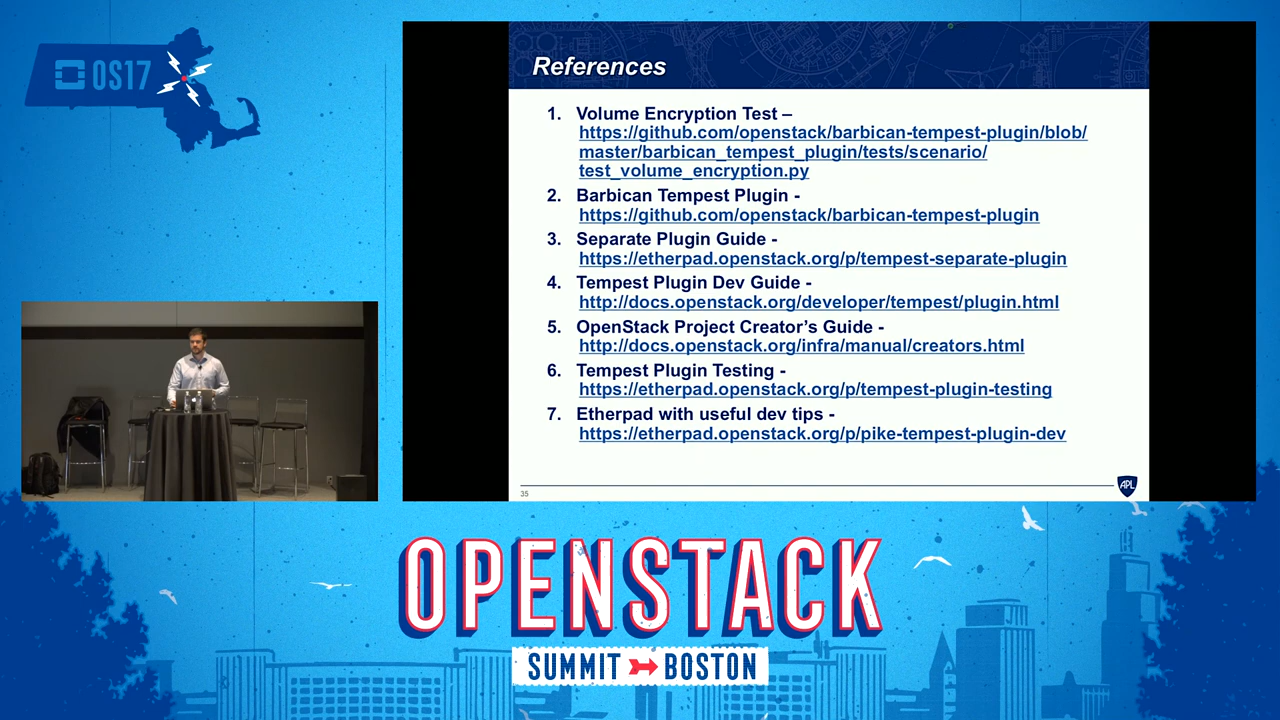 OS17
References
1. Volume Encryption Test –
https://github.com/openstack/barbican-tempest-plugin/blob/
master/barbican_tempest_plugin/tests/scenario/
test_volume_encryption.py
2. Barbican Tempest Plugin -
https://github.com/openstack/barbican-tempest-plugin
3. Separate Plugin Guide -
https://etherpad.openstack.org/p/tempest-separate-plugin
4. Tempest Plugin Dev Guide -
http://docs.openstack.org/developer/tempest/plugin.html
5. OpenStack Project Creator’s Guide -
http://docs.openstack.org/infra/manual/creators.html
6. Tempest Plugin Testing -
https://etherpad.openstack.org/p/tempest-plugin-testing
7. Etherpad with useful dev tips -
https://etherpad.openstack.org/p/pike-tempest-plugin-dev
35
APL
OPENSTACK
SUMMIT BOSTON